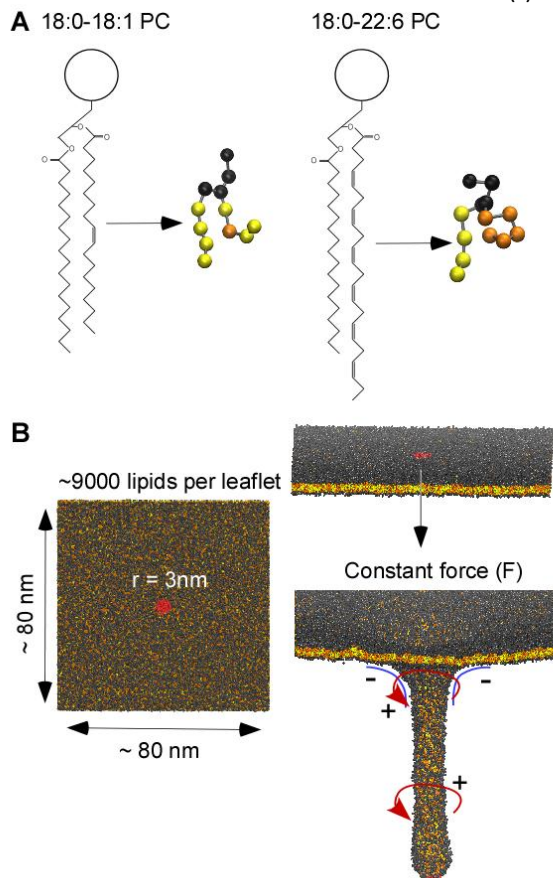 A
18:0-18:1 PC
18:0-22:6 PC
O
O
O
O
O
O
B
~9000 lipids per leaflet
r = 3nm
~ 80 nm
~ 80 nm
Constant force (F)
-
-
+
+